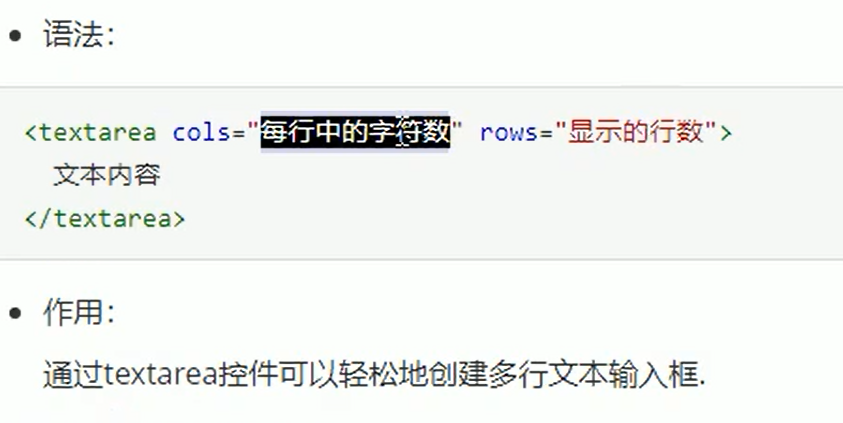 语法：
<textarea cols="每行中的字符数" rows="显示的行数">
文本内容
</textarea>
作用：
通过textarea控件可以轻松地创建多行文本输入框.